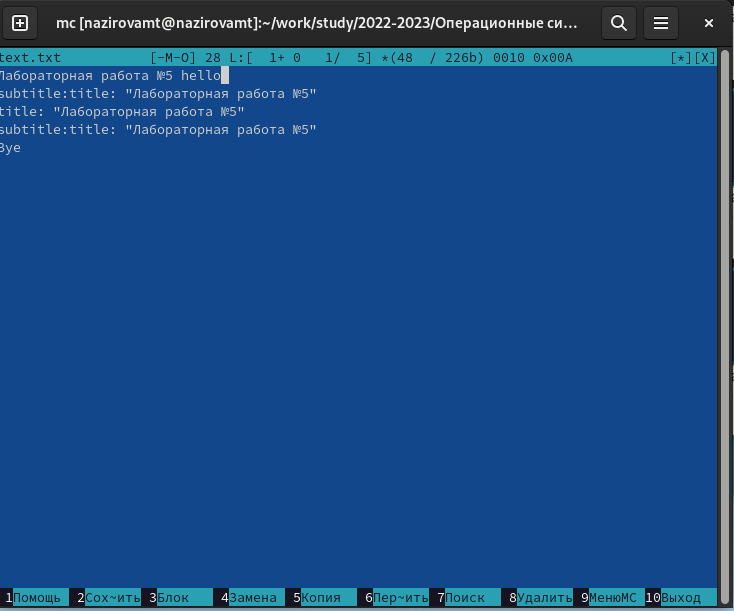 mc [nazirovamt@nazirovamt]:~/work/study/2022-2023/Операционные си...
text.txt [-M-O] 28 L:[ 1+ 0 1/ 5] *(48 / 226b) 0010 0x00A [*][X]
Лабораторная работа №5 hello
subtitle:title: "Лабораторная работа №5"
title: "Лабораторная работа №5"
subtitle:title: "Лабораторная работа №5"
Bye
1Помощь 2Сох~ить 3Блок 4Замена 5Копия 6Пер~ить 7Поиск 8Удалить 9МенюMC 10Выход